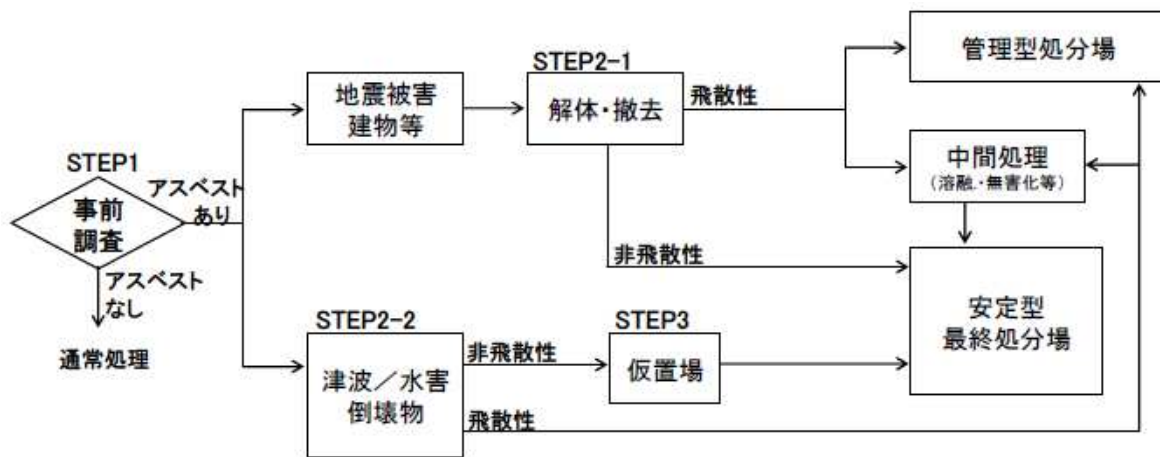 STEP1
事前
調査
アスベスト
あり
アスベスト
なし
通常処理
地震被害
建物等
STEP2-1
解体・撤去
飛散性
非飛散性
管理型処分場
中間処理
(溶融.・無害化等)
安定型
最終処分場
STEP2-2
津波／水害
倒壊物
非飛散性
飛散性
STEP3
仮置場